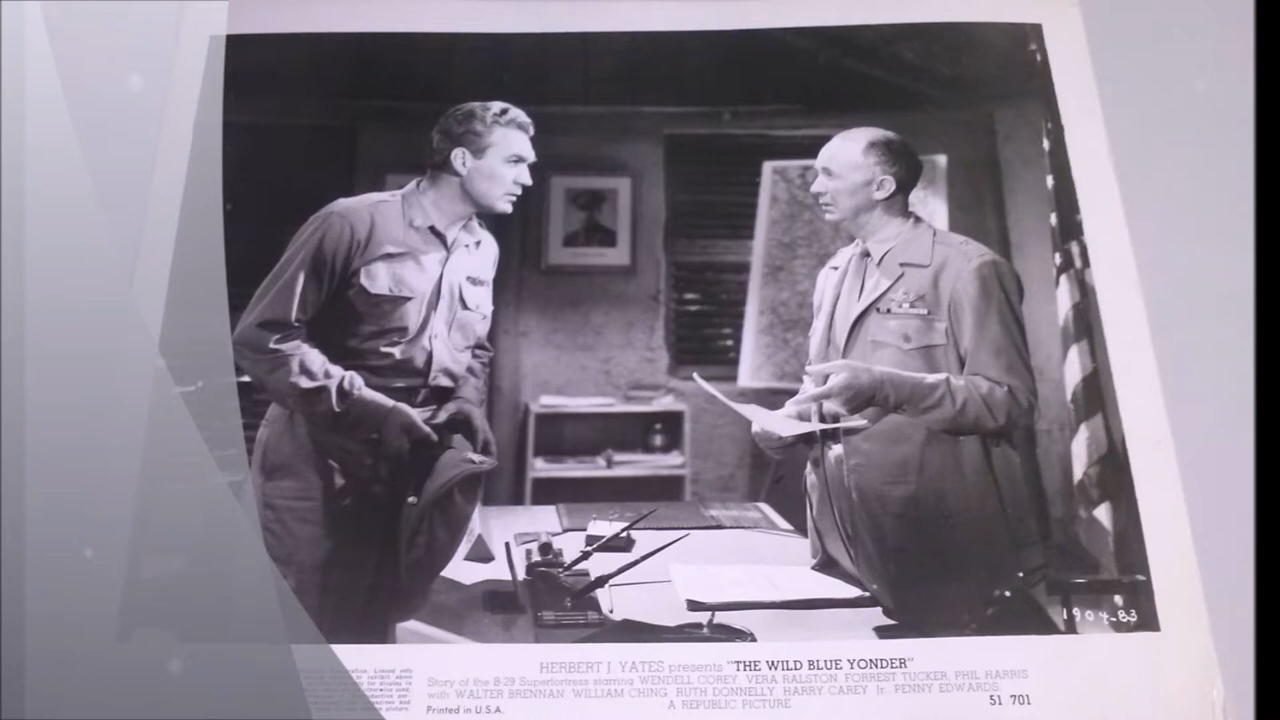 1904-83
HERBERT J. YATES presents "THE WILD BLUE YONDER"
Story of the B-29 Superfortress starring WENDELL COREY, VERA RALSTON, FORREST TUCKER, PHIL HARRIS
with WALTER BRENNAN, WILLIAM CHING, RUTH DONNELLY, HARRY CAREY Jr. PENNY EDWARDS,
A REPUBLIC PICTURE
51 701
Printed in U.S.A.